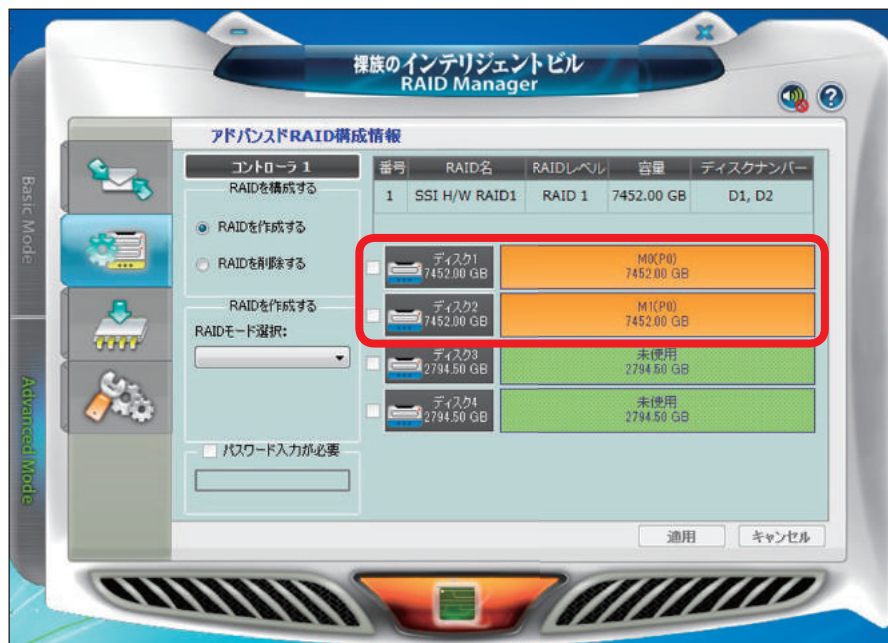 裸族のインテリジェントビル
RAID Manager
Basic Mode
Advanced Mode
アドバンスドRAID構成情報
コントローラ 1
RAIDを構成する
RAIDを作成する
RAIDを削除する
RAIDを作成する
RAIDモード選択:
パスワード入力が必要
番号 RAID名 RAIDレベル 容量 ディスクナンバー
1 SSI H/W RAID1 RAID 1 7452.00 GB D1, D2
ディスク1
7452.00 GB
M0(P0)
7452.00 GB
ディスク2
7452.00 GB
M1(P0)
7452.00 GB
ディスク3
2794.50 GB
未使用
2794.50 GB
ディスク4
2794.50 GB
未使用
2794.50 GB
適用 キャンセル